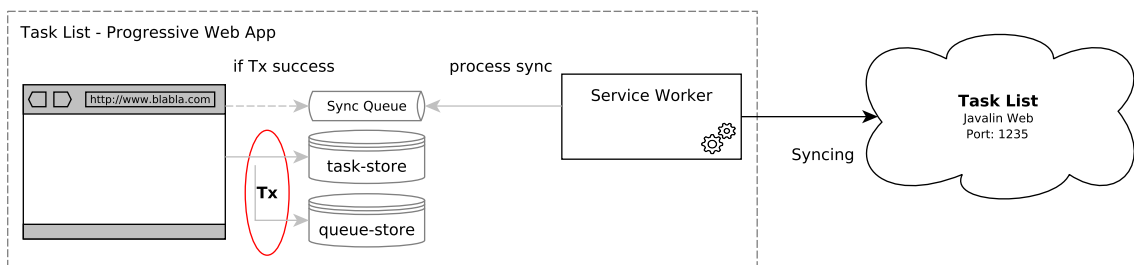 Task List - Progressive Web App
if Tx success
process sync
http://www.blabla.com
Sync Queue
Service Worker
Task List
Javalin Web
Port: 1235
Syncing
task-store
Tx
queue-store